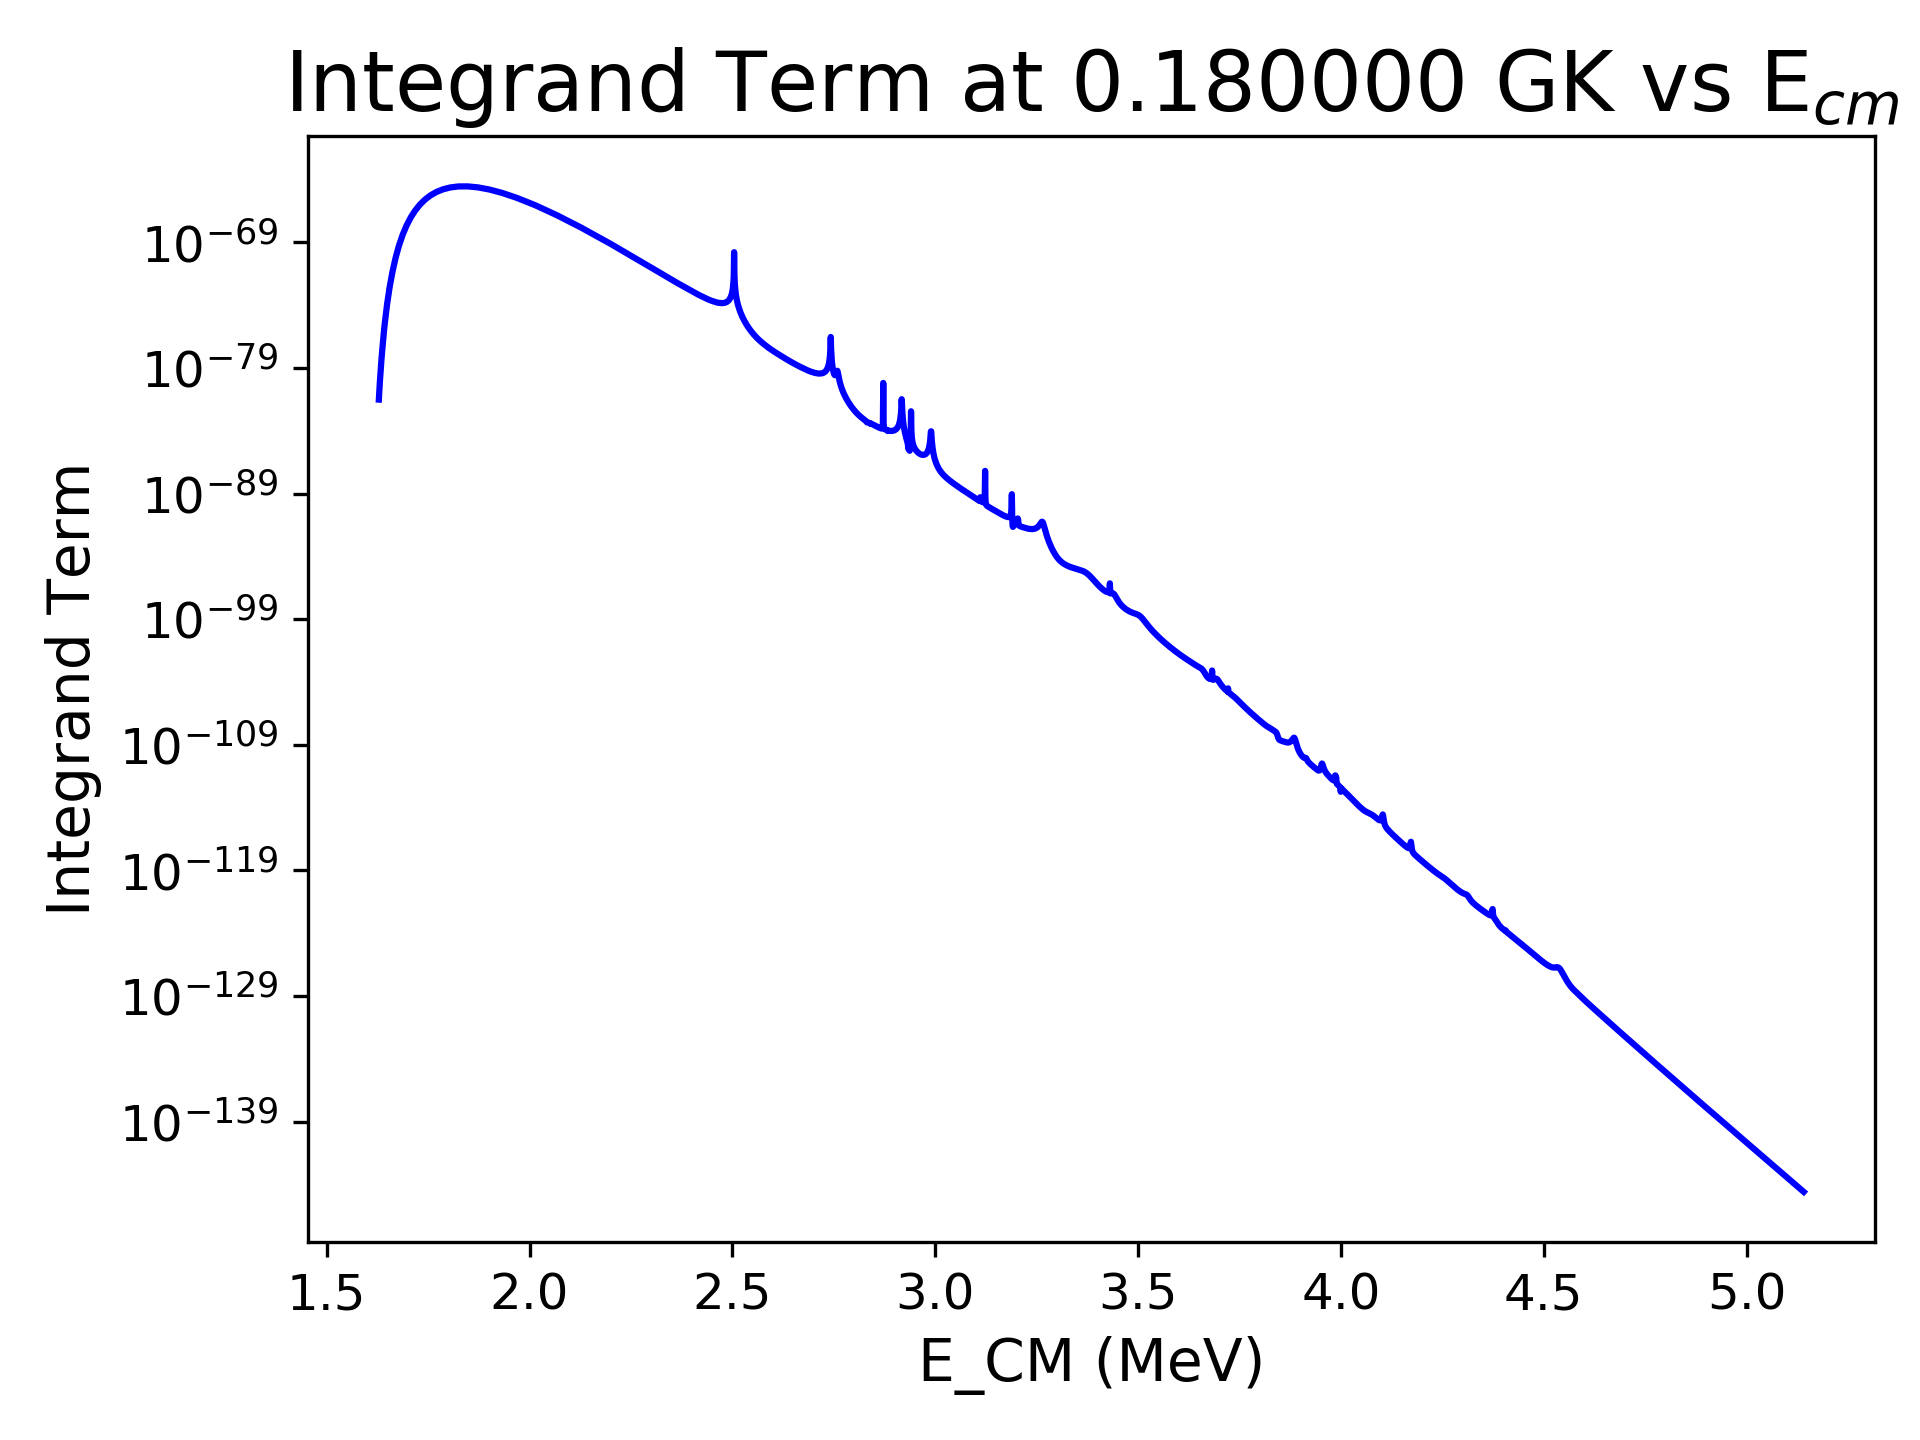 Integrand Term at 0.180000 GK vs E_cm
Integrand Term
10^−69
10^−79
10^−89
10^−99
10^−109
10^−119
10^−129
10^−139
1.5 2.0 2.5 3.0 3.5 4.0 4.5 5.0
E_CM (MeV)